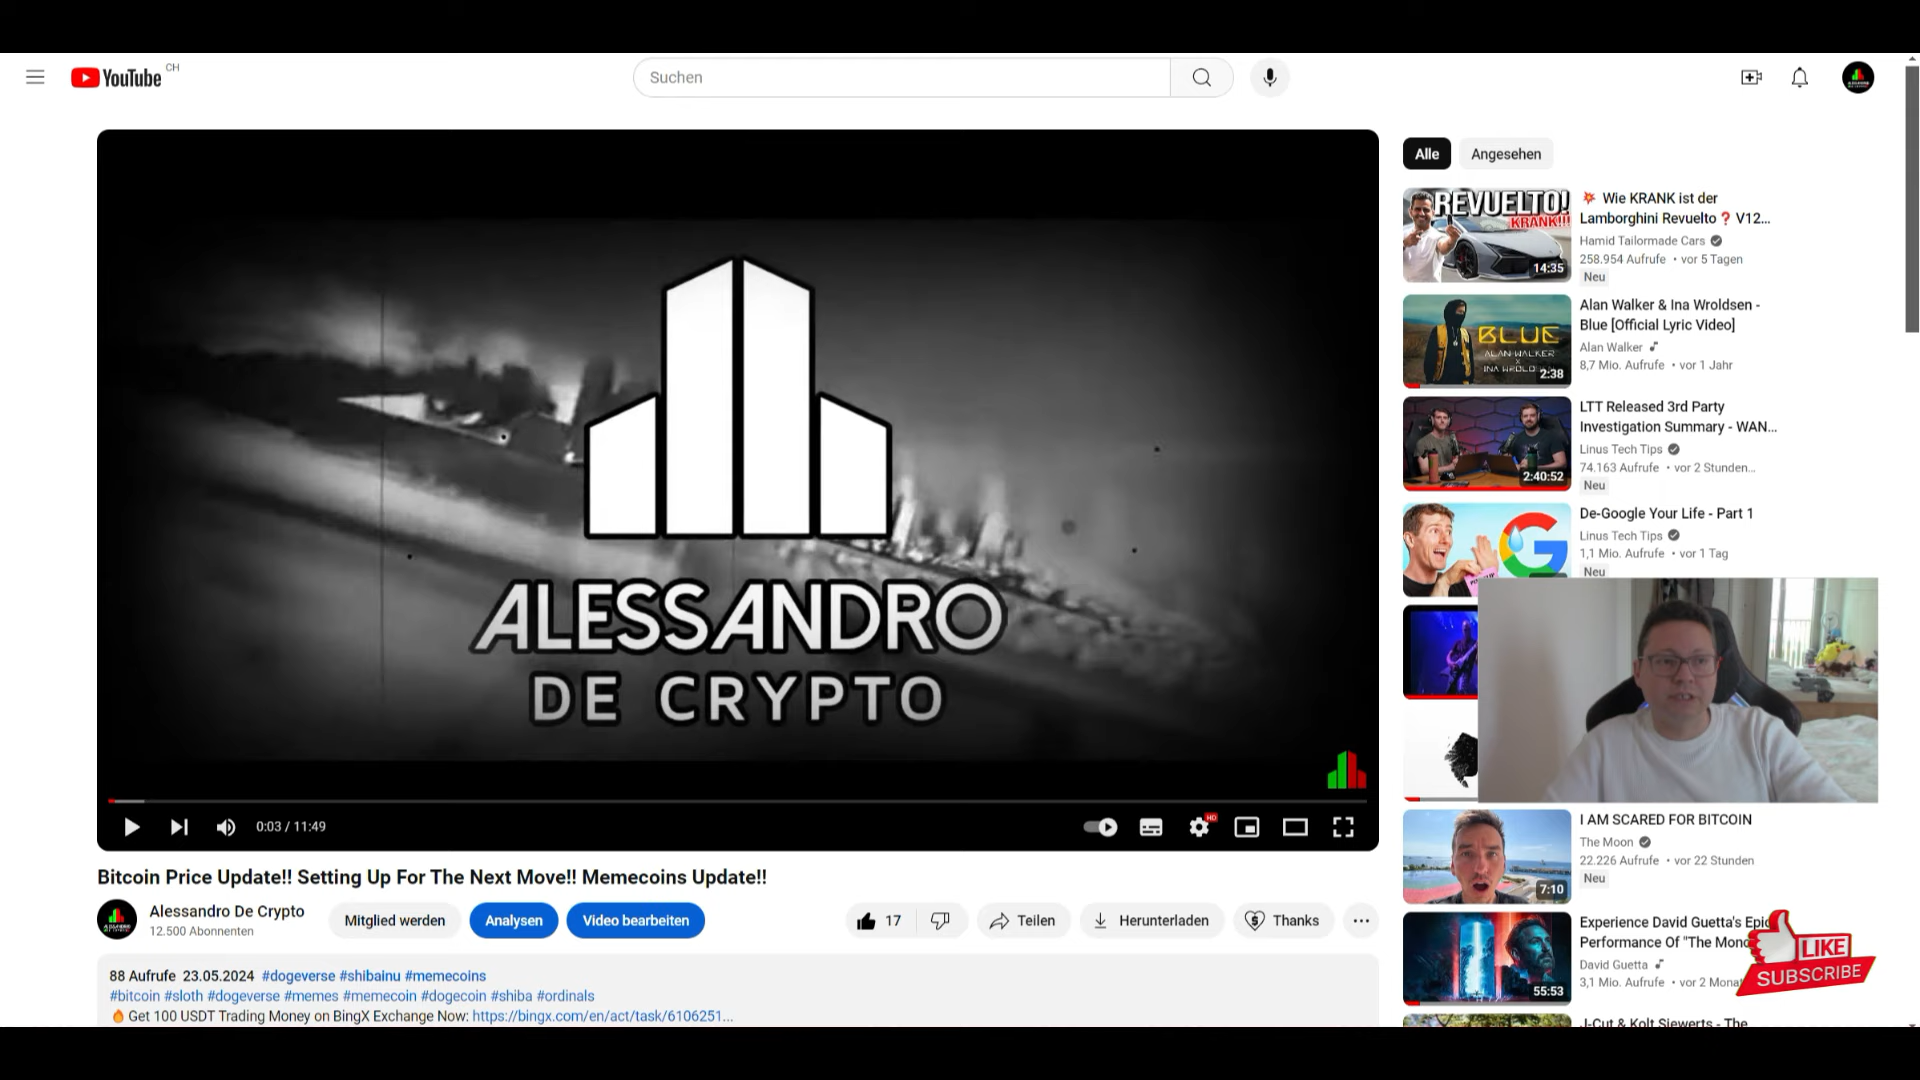 YouTube CH
Suchen
ALESSANDRO
DE CRYPTO
0:03 / 11:49
HD
Bitcoin Price Update!! Setting Up For The Next Move!! Memecoins Update!!
Alessandro De Crypto
12.500 Abonnenten
Mitglied werden
Analysen
Video bearbeiten
17
Teilen
Herunterladen
Thanks
88 Aufrufe 23.05.2024 #dogeverse #shibainu #memecoins
#bitcoin #sloth #dogeverse #memes #memecoin #dogecoin #shiba #ordinals
Get 100 USDT Trading Money on BingX Exchange Now: https://bingx.com/en/act/task/6106251...
Alle
Angesehen
REVUELTO!
KRANK!!!
14:35
Wie KRANK ist der
Lamborghini Revuelto❓ V12...
Hamid Tailormade Cars
258.954 Aufrufe • vor 5 Tagen
Neu
BLUE
ALAN WALKER
X
INA WROLDSEN
2:38
Alan Walker & Ina Wroldsen -
Blue [Official Lyric Video]
Alan Walker
8,7 Mio. Aufrufe • vor 1 Jahr
2:40:52
LTT Released 3rd Party
Investigation Summary - WAN...
Linus Tech Tips
74.163 Aufrufe • vor 2 Stunden...
Neu
De-Google Your Life - Part 1
Linus Tech Tips
1,1 Mio. Aufrufe • vor 1 Tag
Neu
7:10
I AM SCARED FOR BITCOIN
The Moon
22.226 Aufrufe • vor 22 Stunden
Neu
55:53
Experience David Guetta's Epic
Performance Of "The Mono
David Guetta
3,1 Mio. Aufrufe • vor 2 Mona
LIKE
SUBSCRIBE
J-Cut & Kolt Siewerts - The